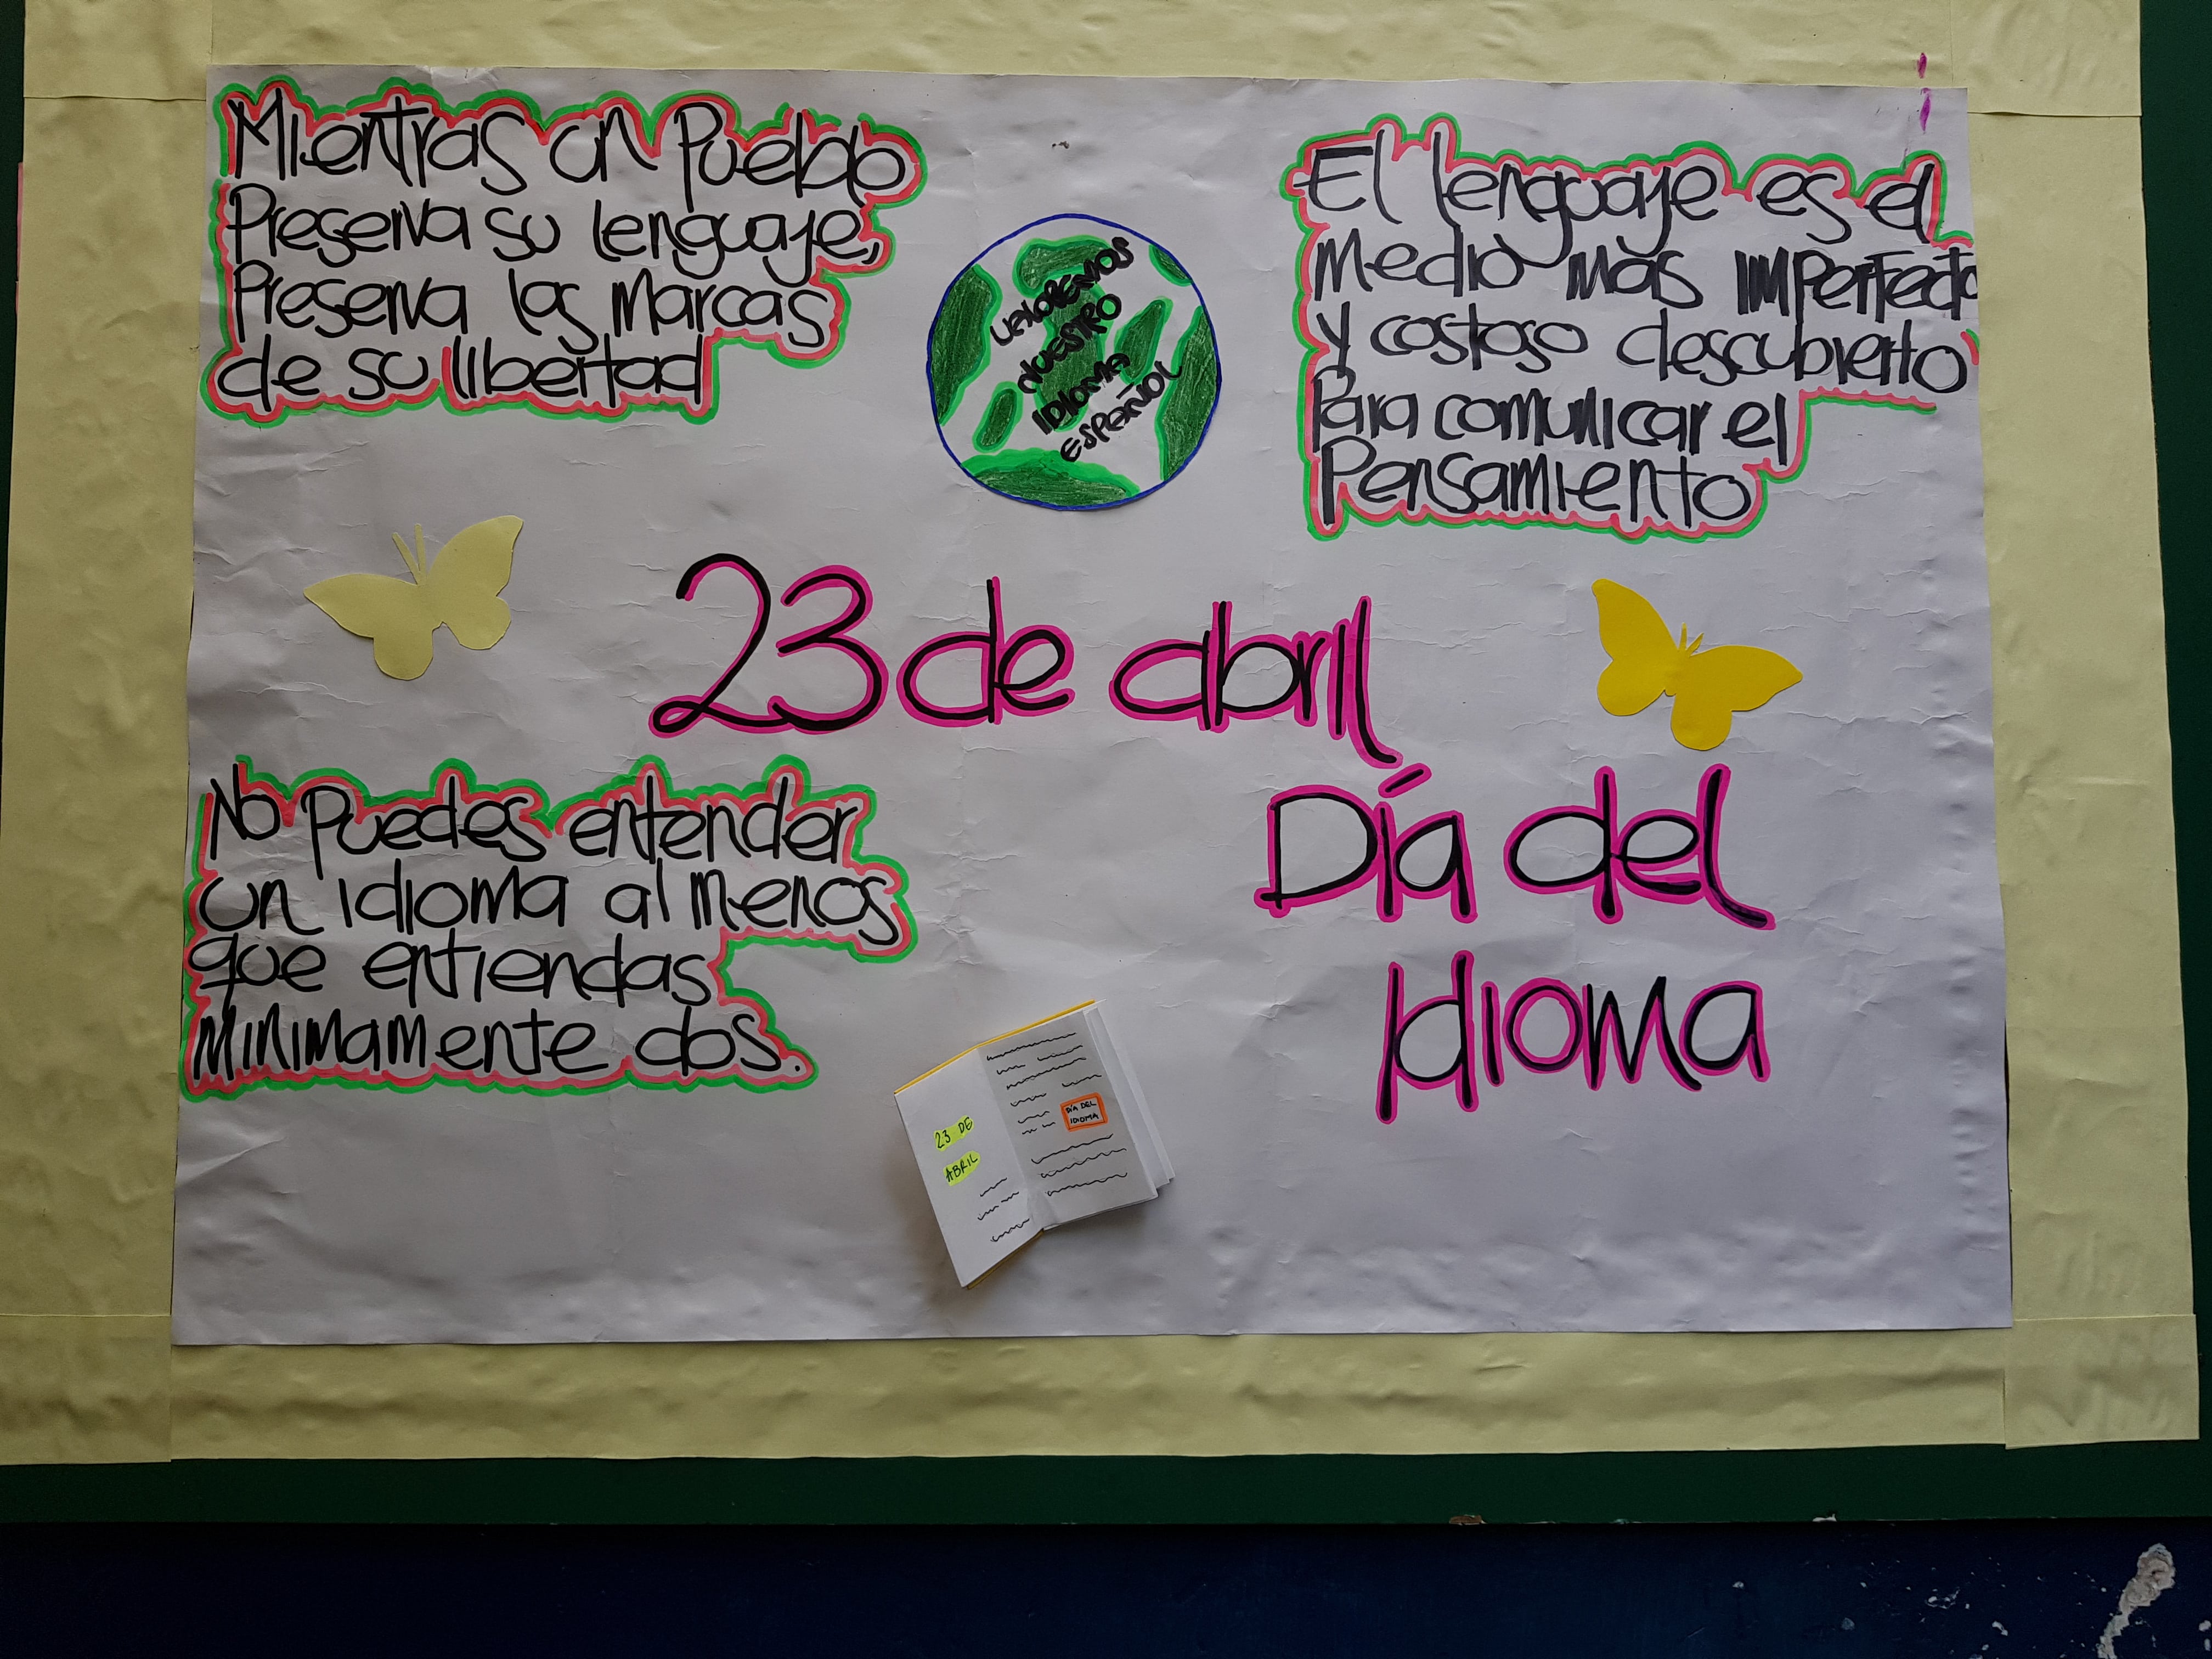 Mientras un Pueblo
Preserva su lenguaje,
Preserva las Marcas
de su libertad
VALOREMOS
NUESTRO
IDIOMA
ESPAÑOL
El lenguaje es el
Medio mas imperfecto
y costoso descubierto
Para comunicar el
Pensamiento
23 de abril
Día del
Idioma
No Puedes entender
un idioma al menos
que entiendas
Minimamente dos.
23 DE
ABRIL
DÍA DEL
IDIOMA